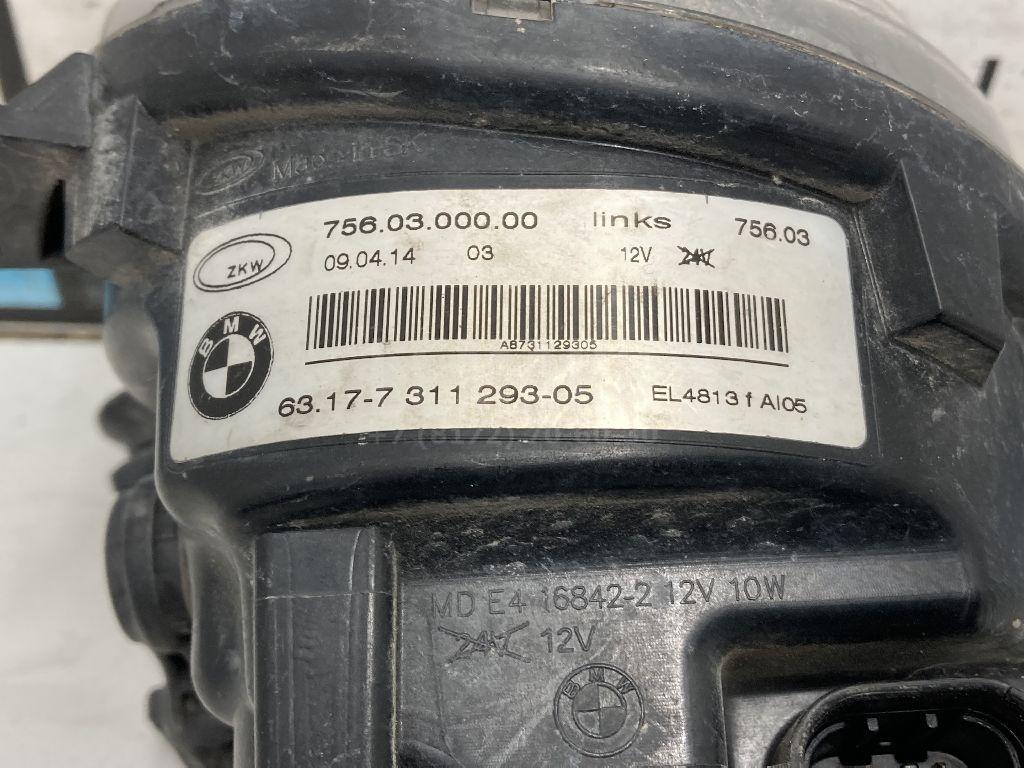 ZKW Made in SK
756.03.000.00 links 756.03
ZKW 09.04.14 03 12V 24V
A8731129305
BMW
63.17-7 311 293-05 EL4813 f AI05
MD E4 16842-2 12V 10W
24V 12V
BMW